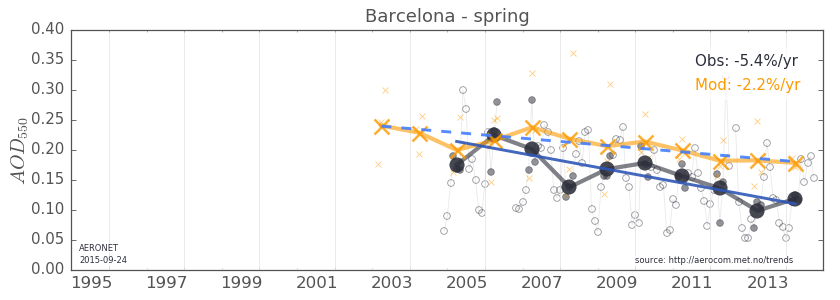 Barcelona - spring
AOD550
0.40
0.35
0.30
0.25
0.20
0.15
0.10
0.05
0.00
Obs: -5.4%/yr
Mod: -2.2%/yr
AERONET
2015-09-24
source: http://aerocom.met.no/trends
1995 1997 1999 2001 2003 2005 2007 2009 2011 2013